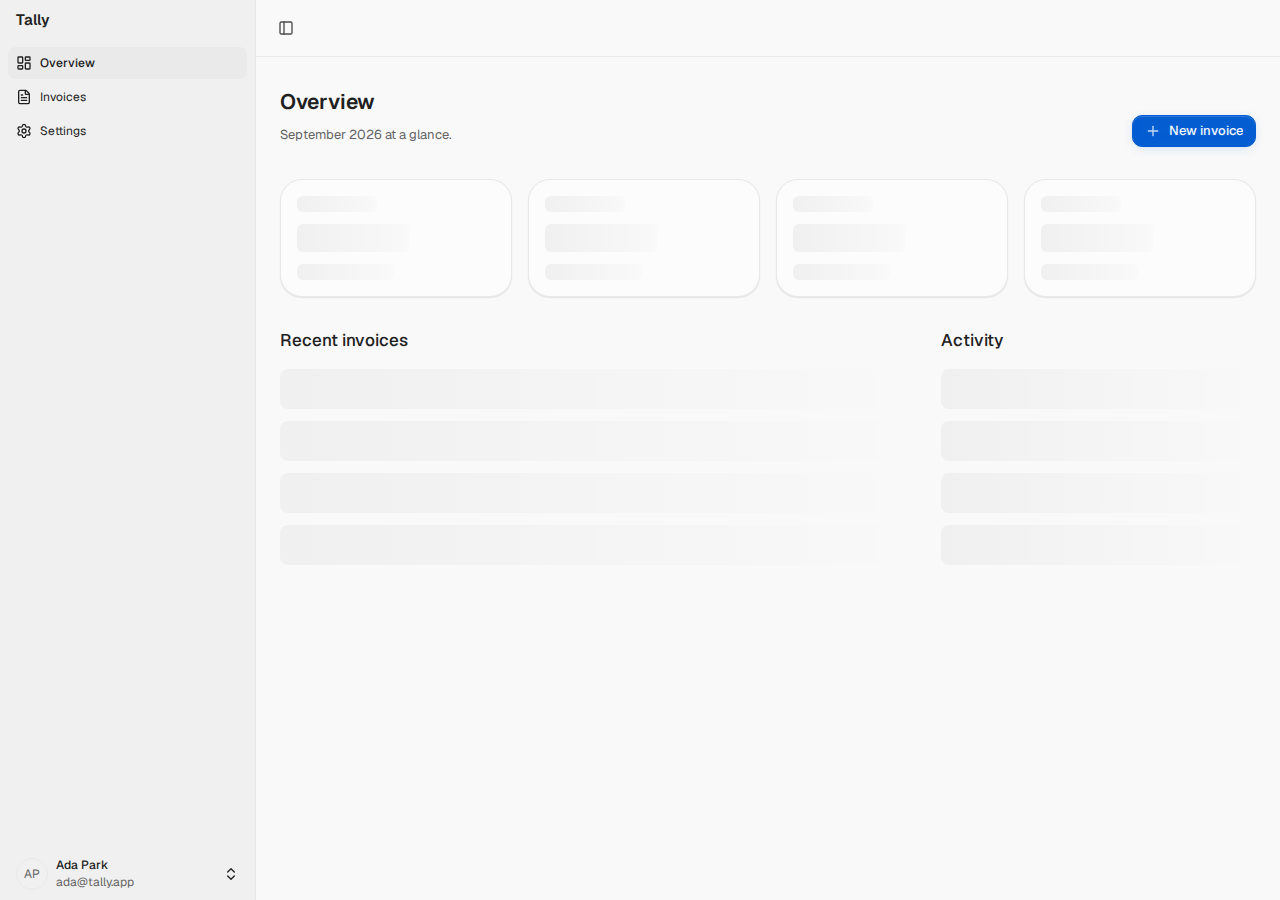 Tally
Overview
Invoices
Settings
Overview
September 2026 at a glance.
New invoice
Recent invoices
Activity
AP
Ada Park
ada@tally.app